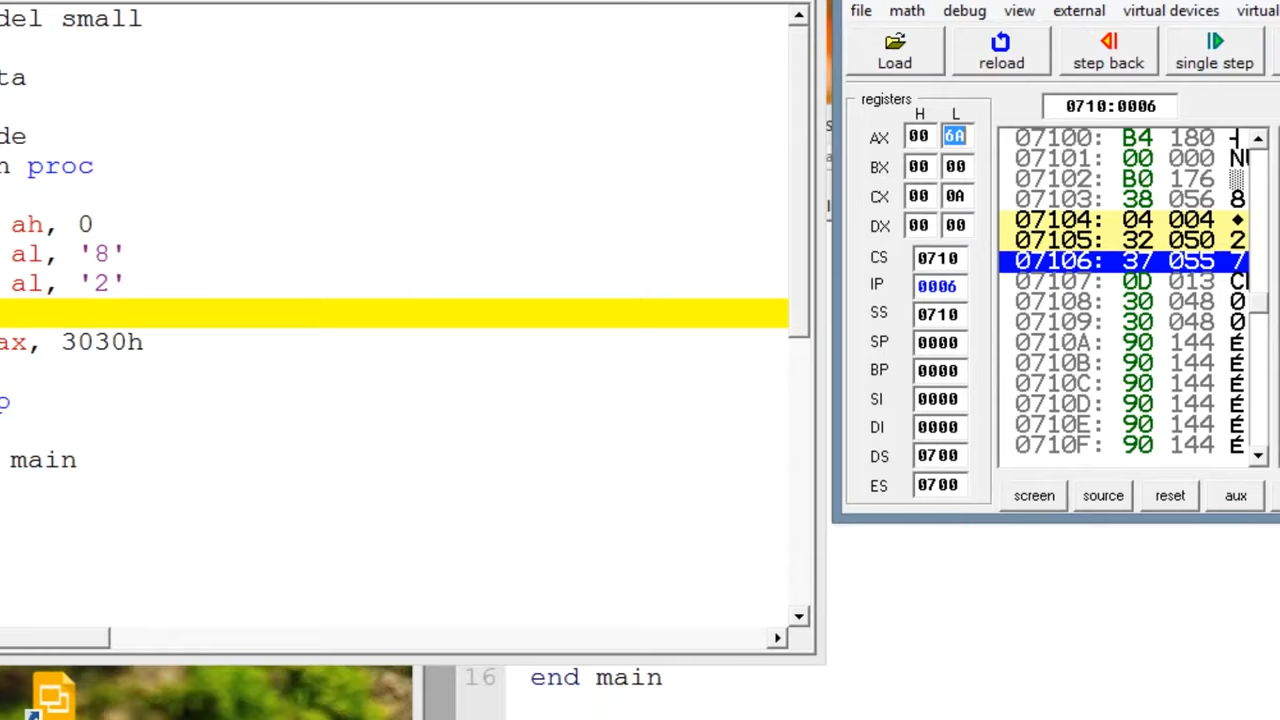 del small
ta
de
n proc
ah, 0
al, '8'
al, '2'
ax, 3030h
p
main
16 end main
file math debug view external virtual devices virtual
Load reload step back single step
registers
H L
0710:0006
AX 00 6A
BX 00 00
CX 00 0A
DX 00 00
CS 0710
IP 0006
SS 0710
SP 0000
BP 0000
SI 0000
DI 0000
DS 0700
ES 0700
07100: B4 180 ┤
07101: 00 000 NU
07102: B0 176 ░
07103: 38 056 8
07104: 04 004 ♦
07105: 32 050 2
07106: 37 055 7
07107: 0D 013 C
07108: 30 048 0
07109: 30 048 0
0710A: 90 144 É
0710B: 90 144 É
0710C: 90 144 É
0710D: 90 144 É
0710E: 90 144 É
0710F: 90 144 É
screen source reset aux